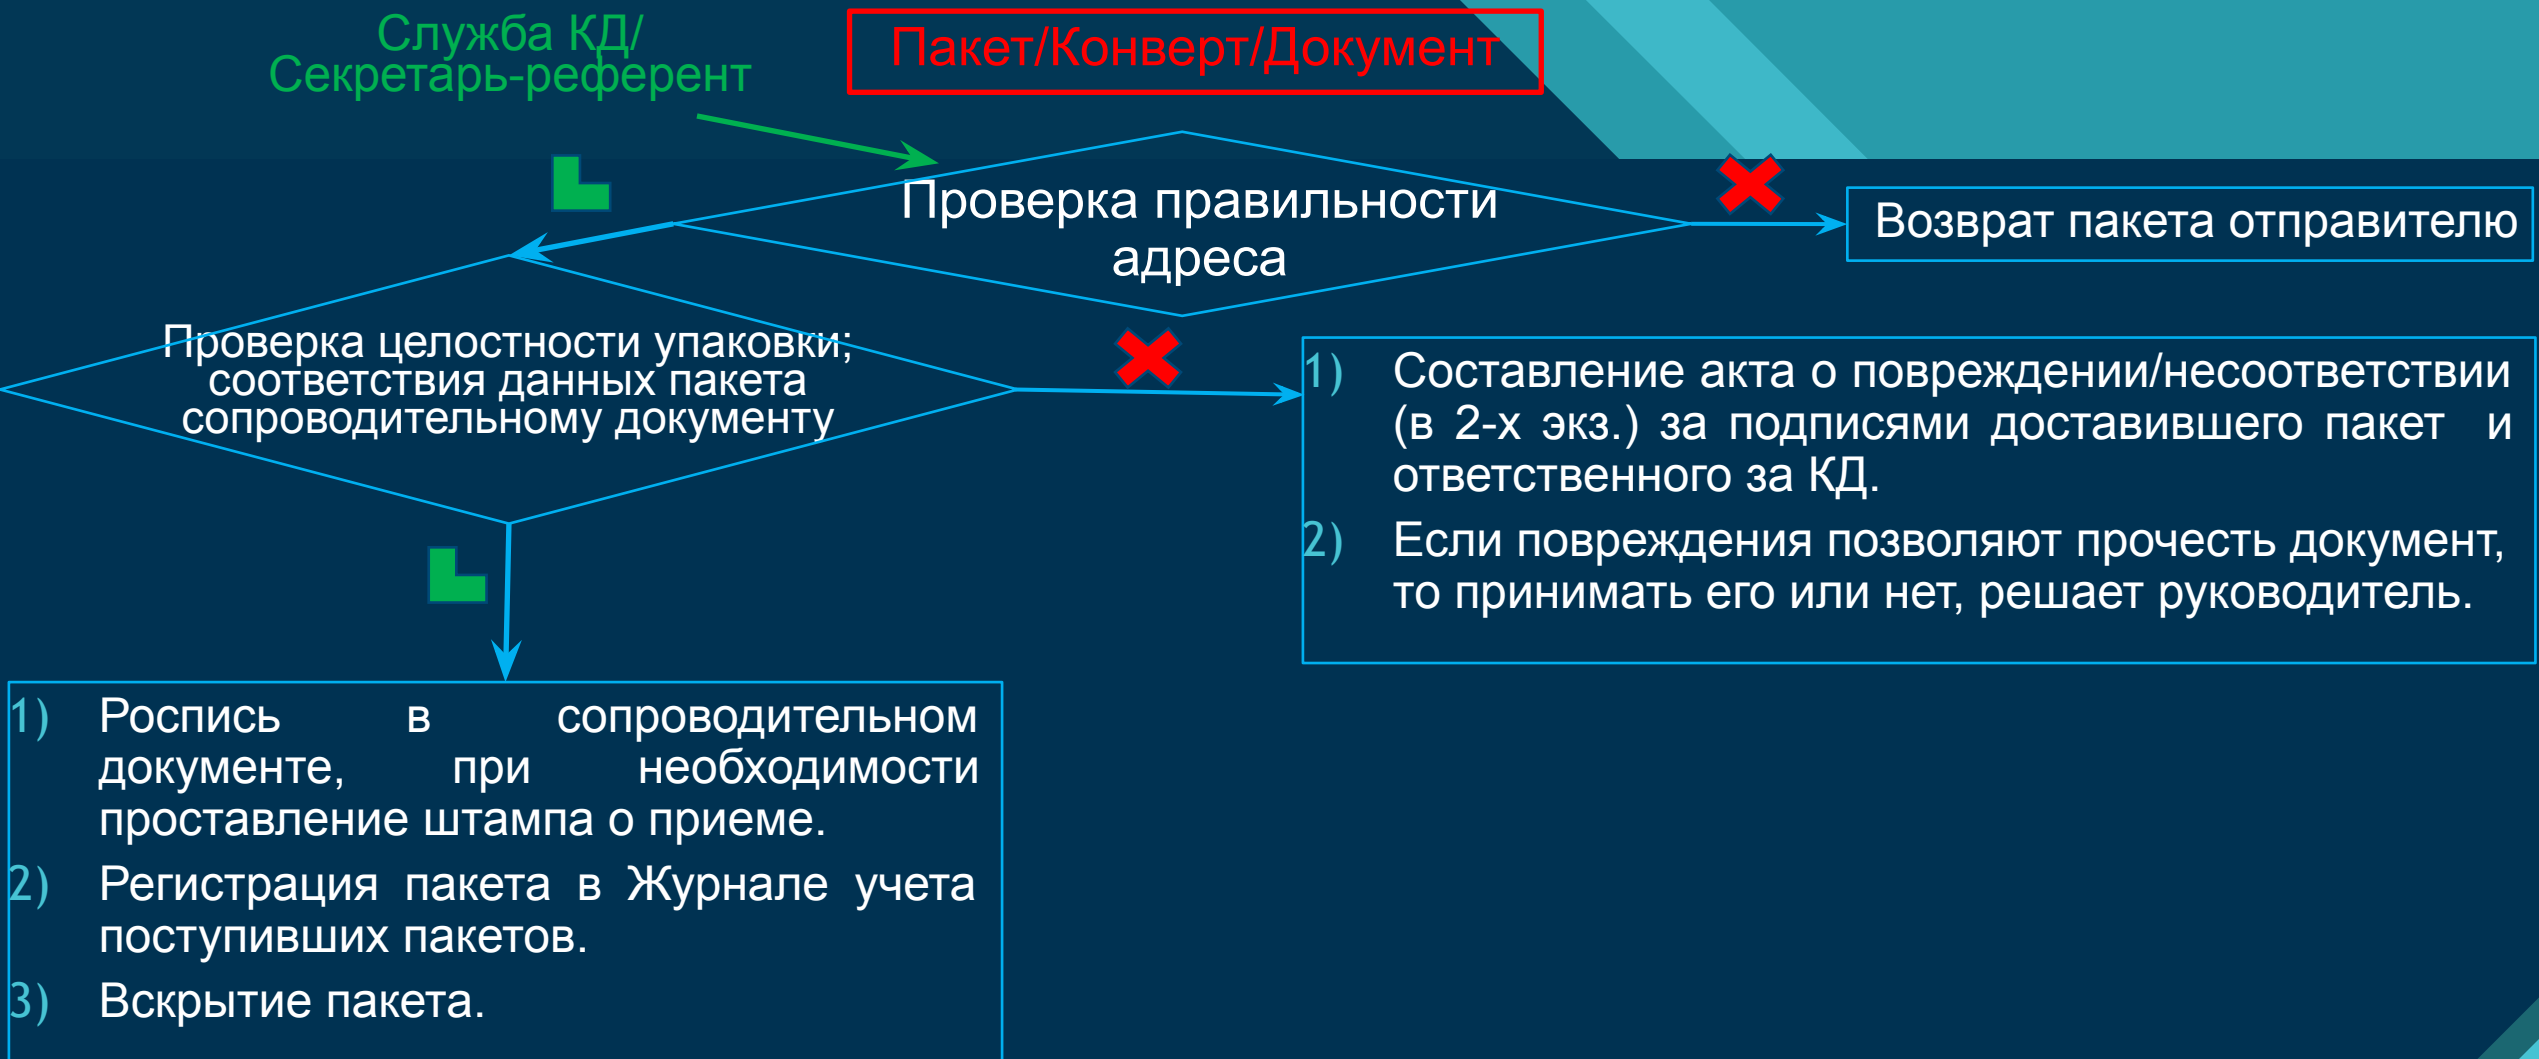 Служба КД/
Секретарь-референт
Пакет/Конверт/Документ
Проверка правильности
адреса
Возврат пакета отправителю
Проверка целостности упаковки;
соответствия данных пакета
сопроводительному документу
1) Составление акта о повреждении/несоответствии
(в 2-х экз.) за подписями доставившего пакет и
ответственного за КД.
2) Если повреждения позволяют прочесть документ,
то принимать его или нет, решает руководитель.
1) Роспись в сопроводительном
документе, при необходимости
проставление штампа о приеме.
2) Регистрация пакета в Журнале учета
поступивших пакетов.
3) Вскрытие пакета.